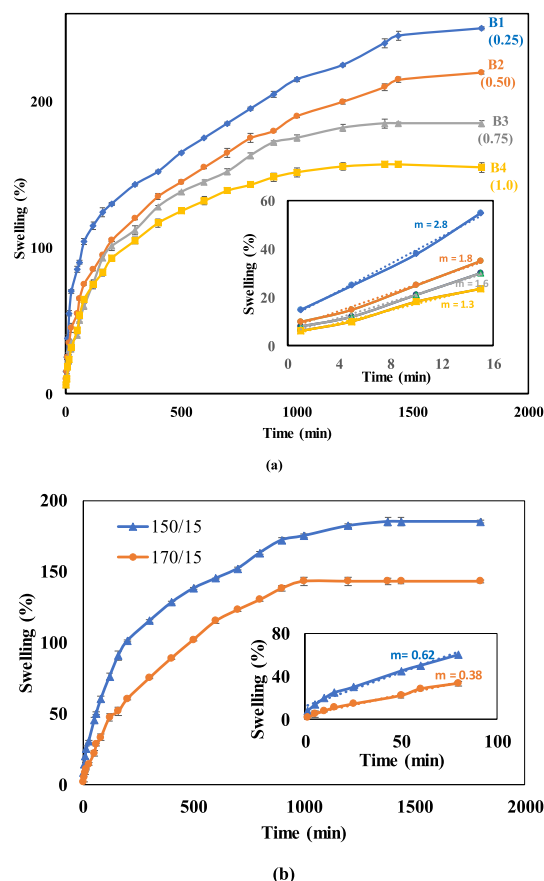 B1
(0.25)
B2
(0.50)
B3
(0.75)
B4
(1.0)
200
100
0
Swelling (%)
60
40
20
0
Swelling (%)
m = 2.8
m = 1.8
m = 1.6
m = 1.3
0 4 8 12 16
Time (min)
0 500 1000 1500 2000
Time (min)
(a)
200
150
100
50
0
Swelling (%)
150/15
170/15
80
40
0
Swelling (%)
m= 0.62
m = 0.38
0 50 100
Time (min)
0 500 1000 1500 2000
Time (min)
(b)